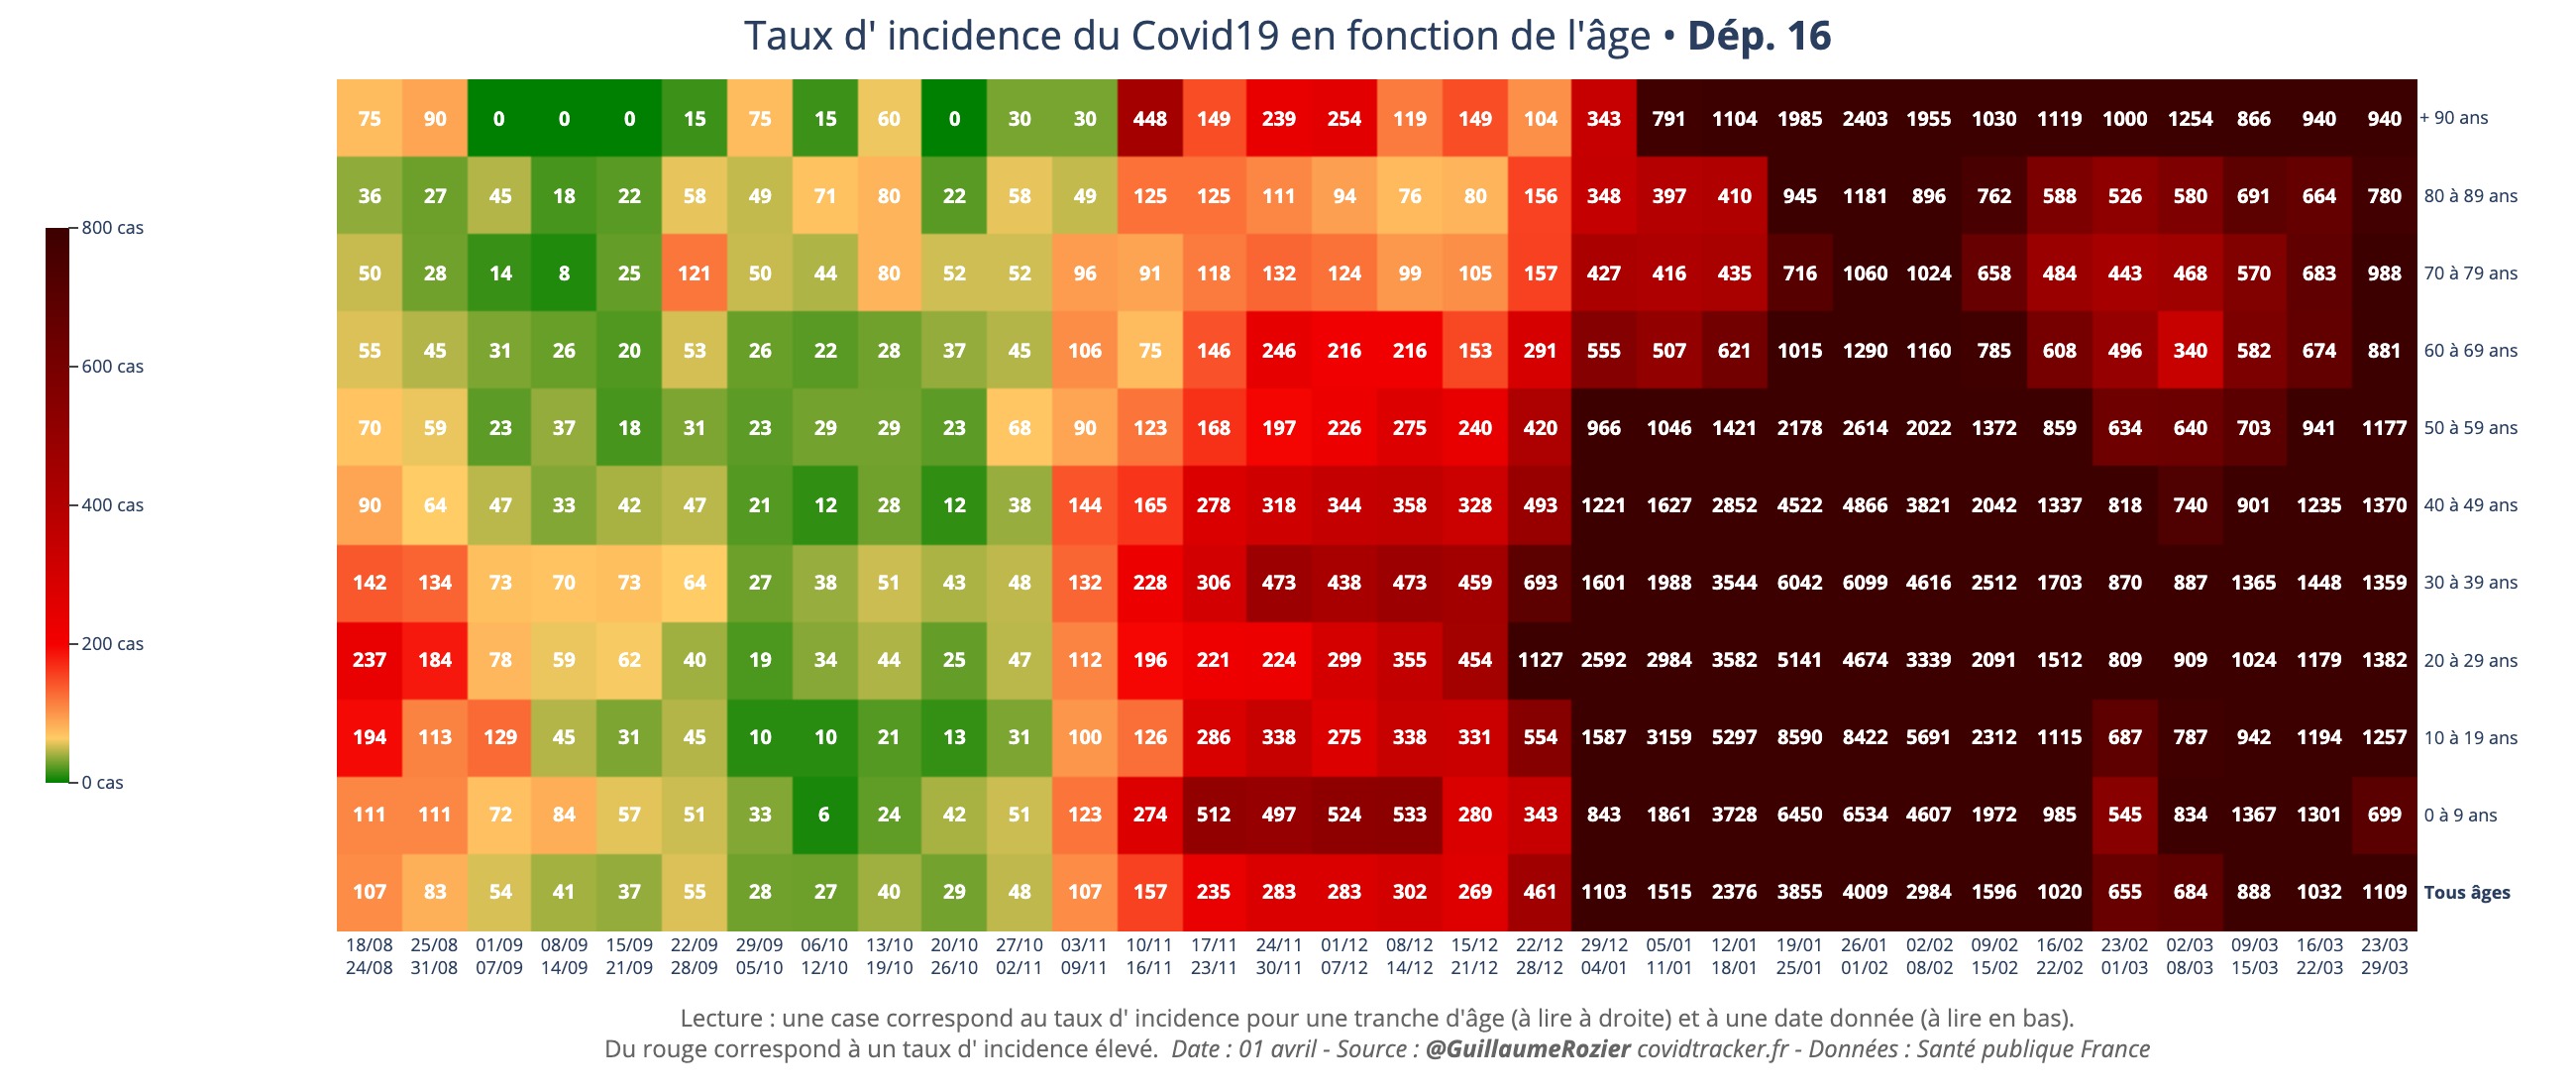 Taux d' incidence du Covid19 en fonction de l'âge • Dép. 16
75 90 0 0 0 15 75 15 60 0 30 30 448 149 239 254 119 149 104 343 791 1104 1985 2403 1955 1030 1119 1000 1254 866 940 940 + 90 ans
36 27 45 18 22 58 49 71 80 22 58 49 125 125 111 94 76 80 156 348 397 410 945 1181 896 762 588 526 580 691 664 780 80 à 89 ans
800 cas
50 28 14 8 25 121 50 44 80 52 52 96 91 118 132 124 99 105 157 427 416 435 716 1060 1024 658 484 443 468 570 683 988 70 à 79 ans
55 45 31 26 20 53 26 22 28 37 45 106 75 146 246 216 216 153 291 555 507 621 1015 1290 1160 785 608 496 340 582 674 881 60 à 69 ans
600 cas
70 59 23 37 18 31 23 29 29 23 68 90 123 168 197 226 275 240 420 966 1046 1421 2178 2614 2022 1372 859 634 640 703 941 1177 50 à 59 ans
400 cas
90 64 47 33 42 47 21 12 28 12 38 144 165 278 318 344 358 328 493 1221 1627 2852 4522 4866 3821 2042 1337 818 740 901 1235 1370 40 à 49 ans
142 134 73 70 73 64 27 38 51 43 48 132 228 306 473 438 473 459 693 1601 1988 3544 6042 6099 4616 2512 1703 870 887 1365 1448 1359 30 à 39 ans
200 cas
237 184 78 59 62 40 19 34 44 25 47 112 196 221 224 299 355 454 1127 2592 2984 3582 5141 4674 3339 2091 1512 809 909 1024 1179 1382 20 à 29 ans
194 113 129 45 31 45 10 10 21 13 31 100 126 286 338 275 338 331 554 1587 3159 5297 8590 8422 5691 2312 1115 687 787 942 1194 1257 10 à 19 ans
0 cas
111 111 72 84 57 51 33 6 24 42 51 123 274 512 497 524 533 280 343 843 1861 3728 6450 6534 4607 1972 985 545 834 1367 1301 699 0 à 9 ans
107 83 54 41 37 55 28 27 40 29 48 107 157 235 283 283 302 269 461 1103 1515 2376 3855 4009 2984 1596 1020 655 684 888 1032 1109 Tous âges
18/08 25/08 01/09 08/09 15/09 22/09 29/09 06/10 13/10 20/10 27/10 03/11 10/11 17/11 24/11 01/12 08/12 15/12 22/12 29/12 05/01 12/01 19/01 26/01 02/02 09/02 16/02 23/02 02/03 09/03 16/03 23/03
24/08 31/08 07/09 14/09 21/09 28/09 05/10 12/10 19/10 26/10 02/11 09/11 16/11 23/11 30/11 07/12 14/12 21/12 28/12 04/01 11/01 18/01 25/01 01/02 08/02 15/02 22/02 01/03 08/03 15/03 22/03 29/03
Lecture : une case correspond au taux d' incidence pour une tranche d'âge (à lire à droite) et à une date donnée (à lire en bas).
Du rouge correspond à un taux d' incidence élevé. Date : 01 avril - Source : @GuillaumeRozier covidtracker.fr - Données : Santé publique France